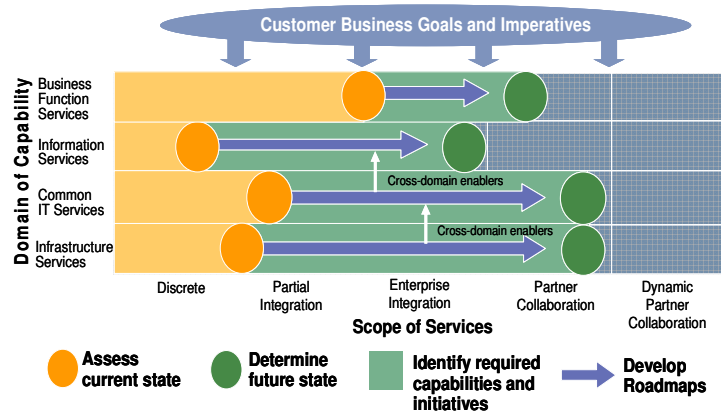 Customer Business Goals and Imperatives
Domain of Capability
Business
Function
Services
Information
Services
Cross-domain enablers
Common
IT Services
Cross-domain enablers
Infrastructure
Services
Discrete
Partial
Integration
Enterprise
Integration
Partner
Collaboration
Dynamic
Partner
Collaboration
Scope of Services
Assess
current state
Determine
future state
Identify required
capabilities and
initiatives
Develop
Roadmaps